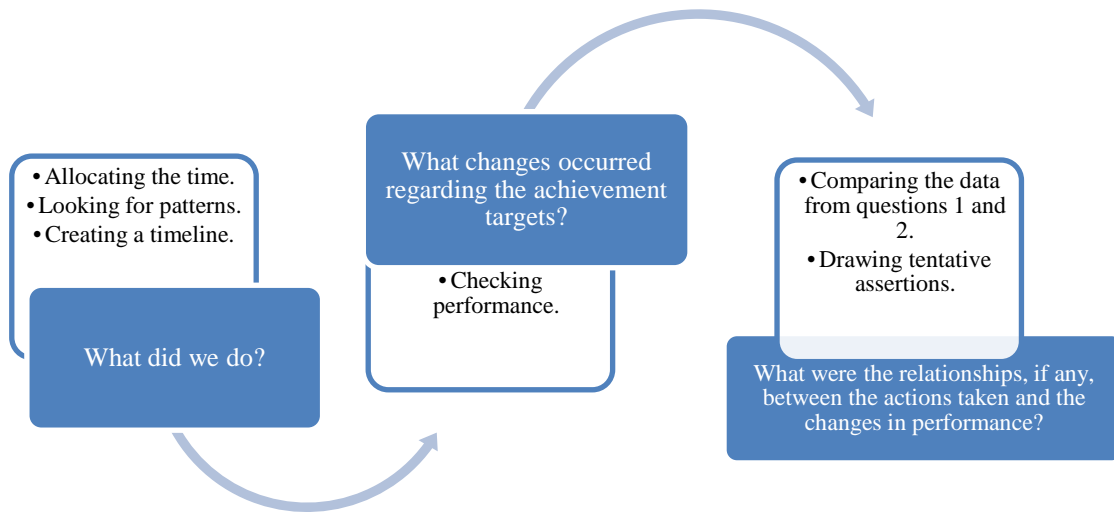 • Allocating the time.
• Looking for patterns.
• Creating a timeline.
What did we do?
What changes occurred
regarding the achievement
targets?
• Checking
performance.
• Comparing the data
from questions 1 and
2.
• Drawing tentative
assertions.
What were the relationships, if any,
between the actions taken and the
changes in performance?